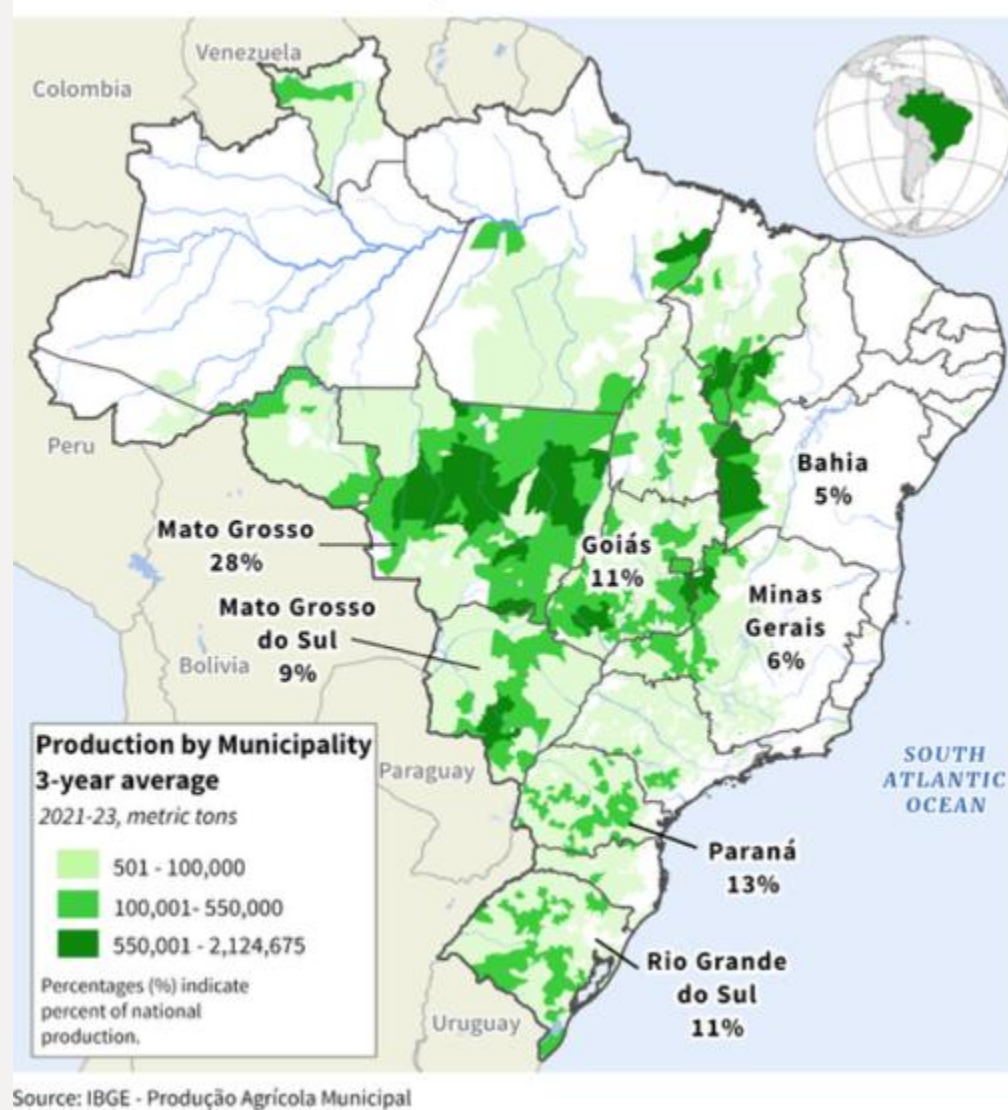 Venezuela
Colombia
Peru
Bahia
5%
Mato Grosso
28%
Goiás
11%
Mato Grosso
do Sul
9%
Minas
Gerais
6%
Bolivia
Production by Municipality
3-year average
2021-23, metric tons
501 - 100,000
100,001- 550,000
550,001 - 2,124,675
Percentages (%) indicate
percent of national
production.
Paraguay
SOUTH
ATLANTIC
OCEAN
Paraná
13%
Rio Grande
do Sul
11%
Uruguay
Source: IBGE - Produção Agrícola Municipal